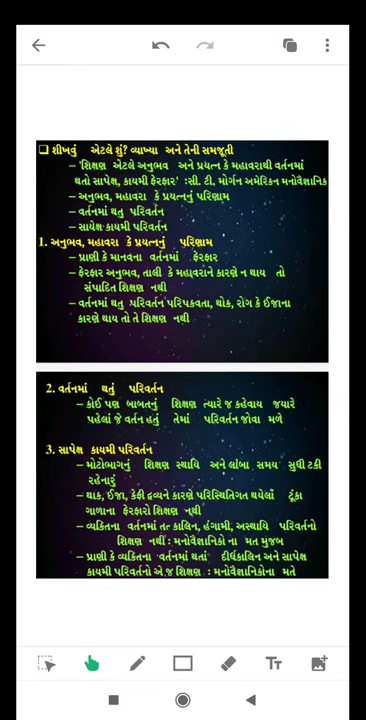 ❑ શીખવું એટલે શું? વ્યાખ્યા અને તેની સમજૂતી
– 'શિક્ષણ એટલે અનુભવ અને પ્રયત્ન કે મહાવરાથી વર્તનમાં
થતો સાપેક્ષ, કાયમી ફેરફાર' :સી. ટી. મોર્ગન અમેરિકન મનોવૈજ્ઞાનિક
– અનુભવ, મહાવરા કે પ્રયત્નનું પરિણામ
– વર્તનમાં થતુ પરિવર્તન
– સાપેક્ષ કાયમી પરિવર્તન
1. અનુભવ, મહાવરા કે પ્રયત્નનું પરિણામ
– પ્રાણી કે માનવના વર્તનમાં ફેરફાર
– ફેરફાર અનુભવ, તાલી કે મહાવરાને કારણે ન થાય તો
સંપાદિત શિક્ષણ નથી
– વર્તનમાં થતુ પરિવર્તન પરિપકવતા, થોક, રોગ કે ઈજાના
કારણે થાય તો તે શિક્ષણ નથી
2. વર્તનમાં થતું પરિવર્તન
– કોઈ પણ બાબતનું શિક્ષણ ત્યારે જ કહેવાય જયારે
પહેલાં જે વર્તન હતું તેમાં પરિવર્તન જોવા મળે
3. સાપેક્ષ કાયમી પરિવર્તન
– મોટોભાગનું શિક્ષણ સ્થાયિ અને લાંબા સમય સુધી ટકી
રહેનારું
– થાક, ઈજા, કેફી દ્રવ્યને કારણે પરિસ્થિતિગત થયેલાં ટૂંકા
ગાળાના ફેરફારો શિક્ષણ નથી
– વ્યકિતના વર્તનમાં તત્કાલિન, હંગામી, અસ્થાયિ પરિવર્તનો
શિક્ષણ નથી : મનોવૈજ્ઞાનિકો ના મત મુજબ
– પ્રાણી કે વ્યકિતના વર્તનમાં થતાં દીર્ધકાલિન અને સાપેક્ષ
કાયમી પરિવર્તનો એ જ શિક્ષણ : મનોવૈજ્ઞાનિકોના મતે
Tт